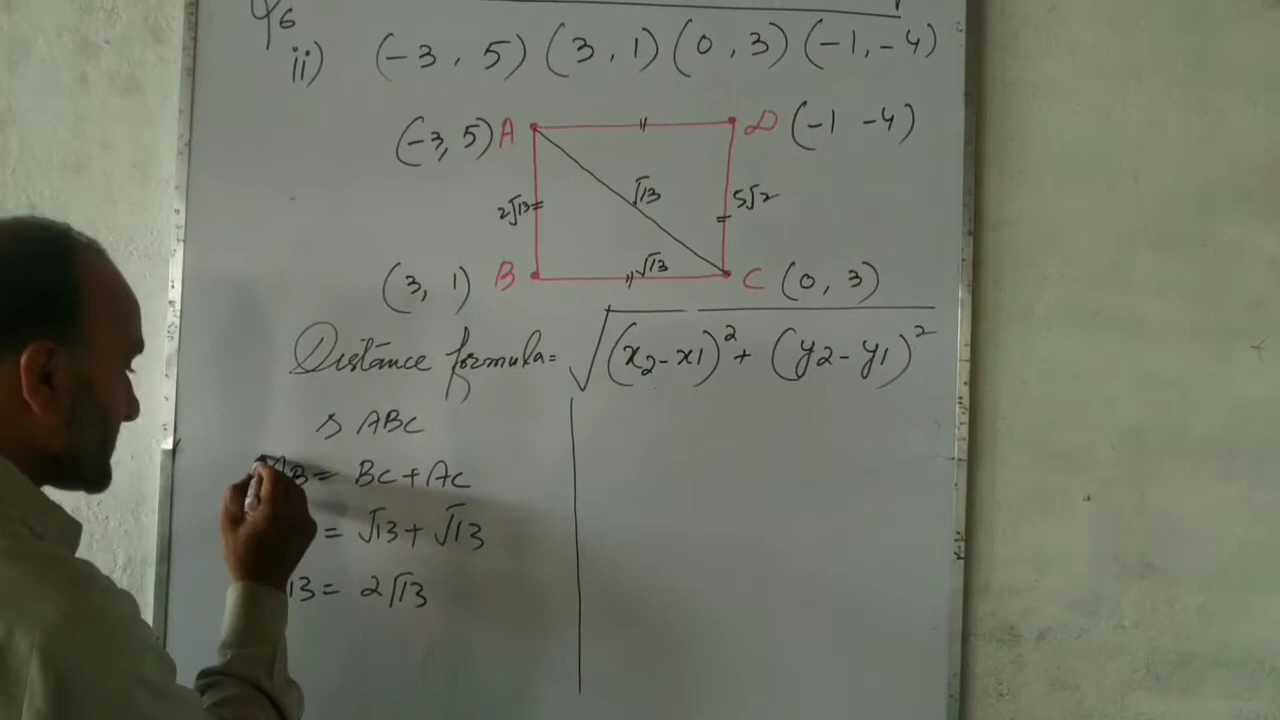 Q6
ii) (-3, 5) (3, 1) (0, 3) (-1, -4)
(-3, 5) A D (-1 -4)
2√13 √13 5√2
√13
(3, 1) B C (0, 3)
Distance formula = √(x2-x1)²+ (y2-y1)²
ABC
AB= BC+AC
= √13+ √13
13= 2√13